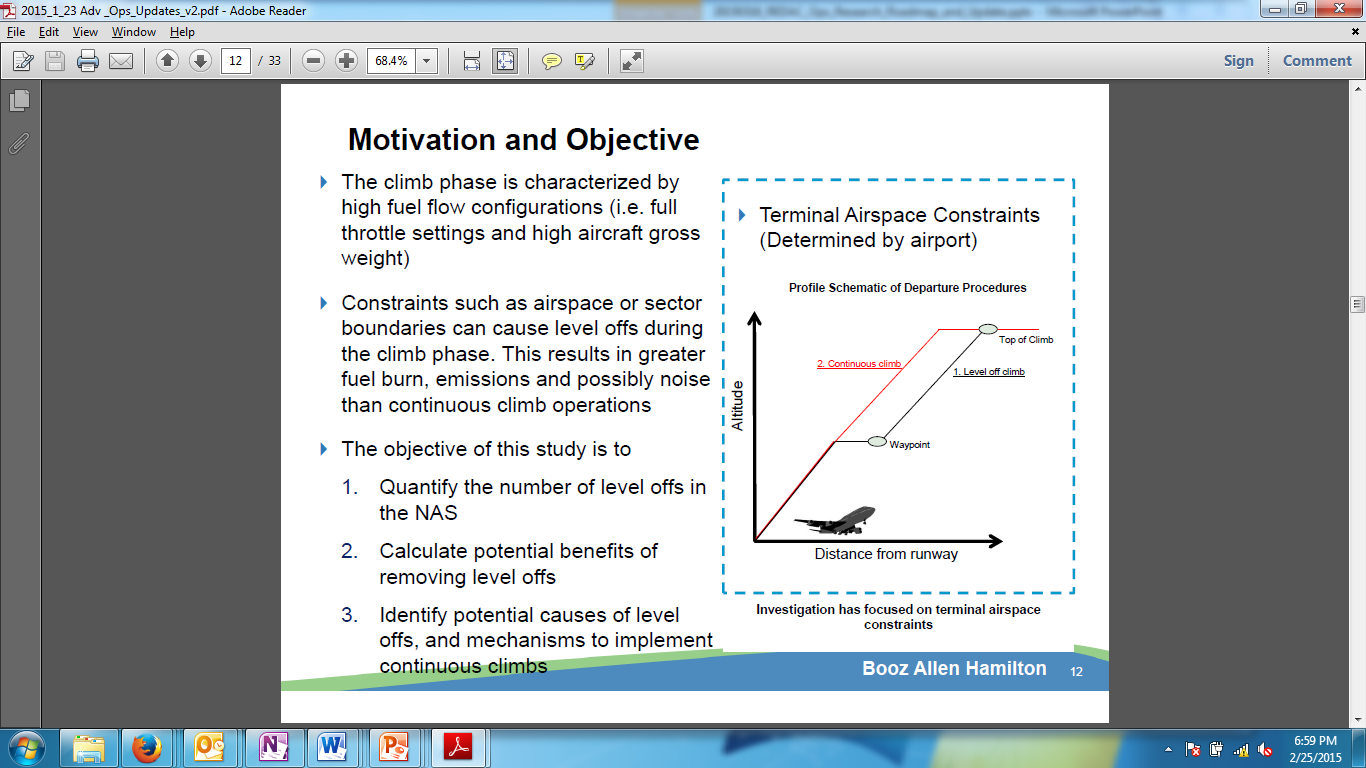 2015_1_23 Adv _Ops_Updates_v2.pdf - Adobe Reader
File Edit View Window Help
12 / 33 68.4% Sign Comment
Motivation and Objective
The climb phase is characterized by
high fuel flow configurations (i.e. full
throttle settings and high aircraft gross
weight)
Constraints such as airspace or sector
boundaries can cause level offs during
the climb phase. This results in greater
fuel burn, emissions and possibly noise
than continuous climb operations
The objective of this study is to
1. Quantify the number of level offs in
the NAS
2. Calculate potential benefits of
removing level offs
3. Identify potential causes of level
offs, and mechanisms to implement
continuous climbs
Terminal Airspace Constraints
(Determined by airport)
Profile Schematic of Departure Procedures
Top of Climb
2. Continuous climb
1. Level off climb
Altitude
Waypoint
Distance from runway
Investigation has focused on terminal airspace
constraints
Booz Allen Hamilton 12
6:59 PM
2/25/2015